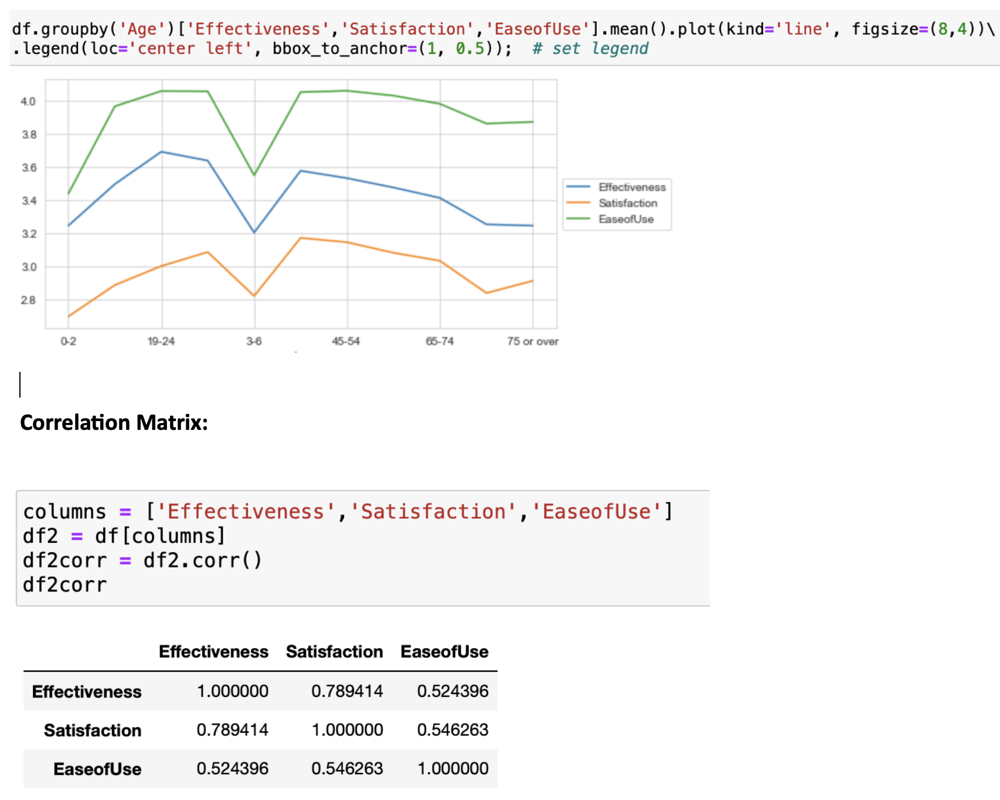 df.groupby('Age')['Effectiveness','Satisfaction','EaseofUse'].mean().plot(kind='line', figsize=(8,4))\
.legend(loc='center left', bbox_to_anchor=(1, 0.5));  # set legend
4.0
3.8
3.6
3.4
3.2
3.0
2.8
0-2 19-24 3-6 45-54 65-74 75 or over
Effectiveness
Satisfaction
EaseofUse
Correlation Matrix:
columns = ['Effectiveness','Satisfaction','EaseofUse']
df2 = df[columns]
df2corr = df2.corr()
df2corr
Effectiveness Satisfaction EaseofUse
Effectiveness 1.000000 0.789414 0.524396
Satisfaction 0.789414 1.000000 0.546263
EaseofUse 0.524396 0.546263 1.000000